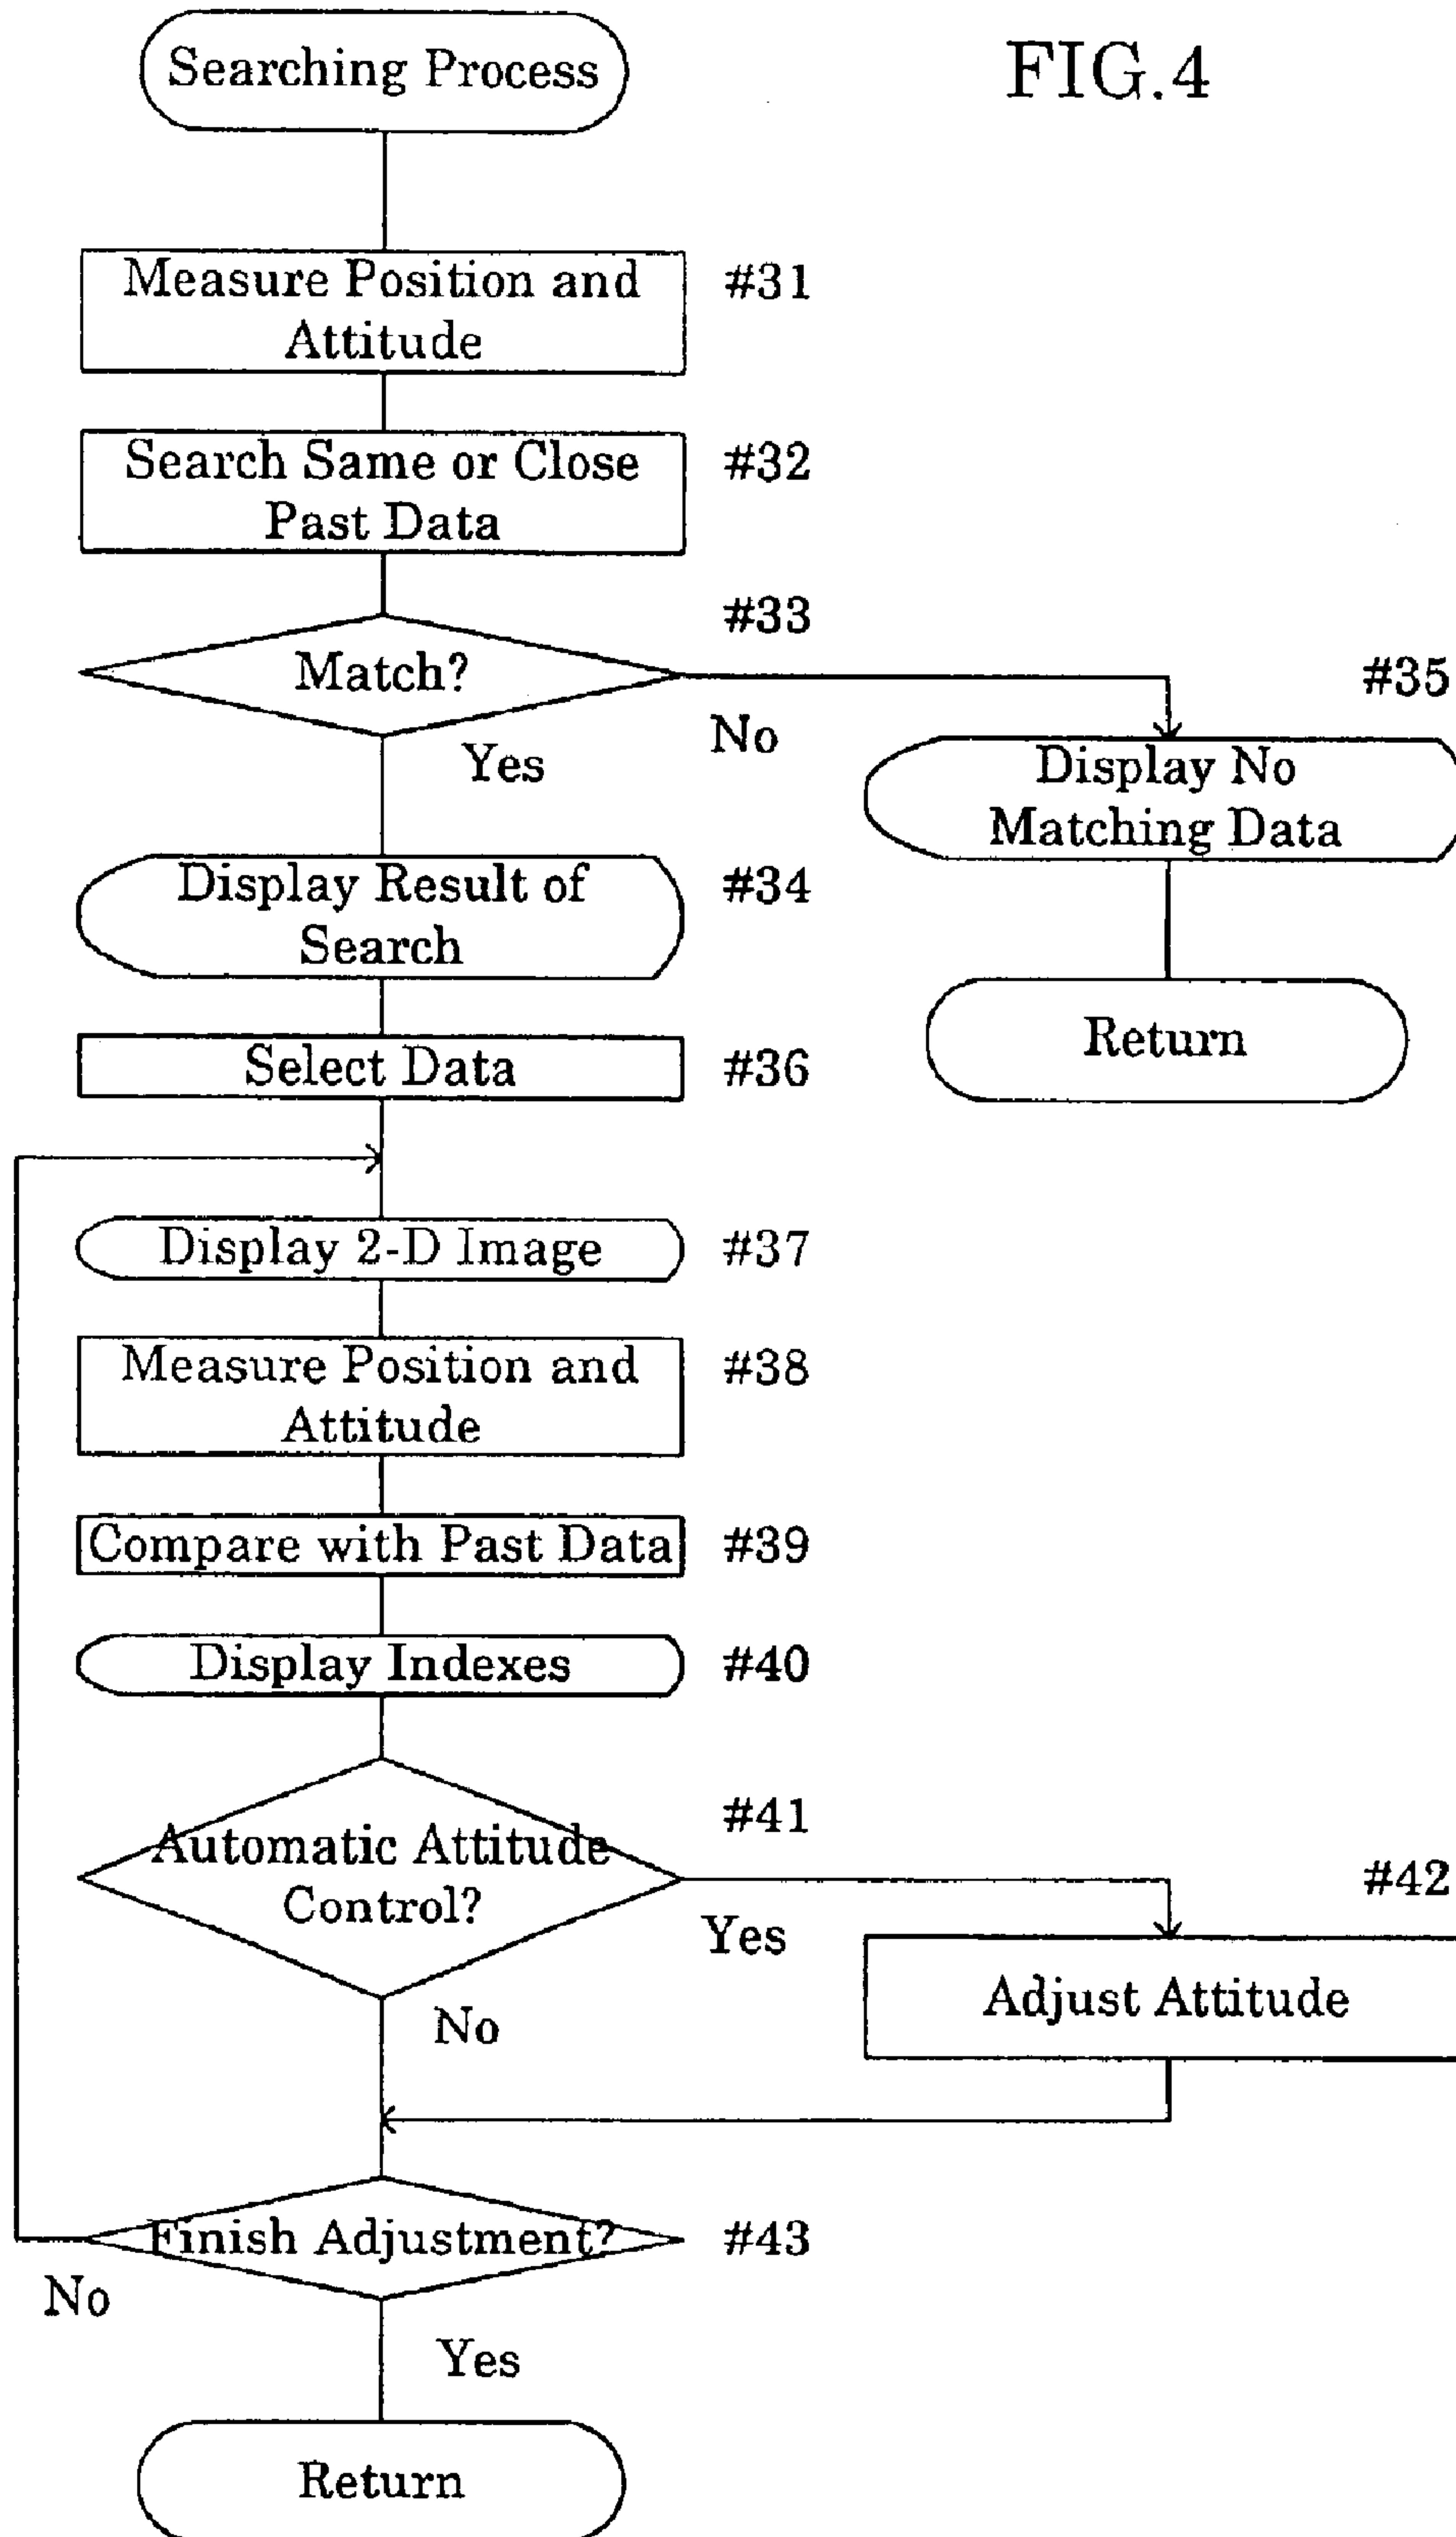 Searching Process
FIG.4
Measure Position and
Attitude
#31
Search Same or Close
Past Data
#32
#33
Match?
#35
No
Yes
Display No
Matching Data
Display Result of
Search
#34
Return
Select Data
#36
Display 2-D Image
#37
Measure Position and
Attitude
#38
Compare with Past Data
#39
Display Indexes
#40
#41
Automatic Attitude
Control?
#42
Yes
Adjust Attitude
No
Finish Adjustment?
#43
No
Yes
Return